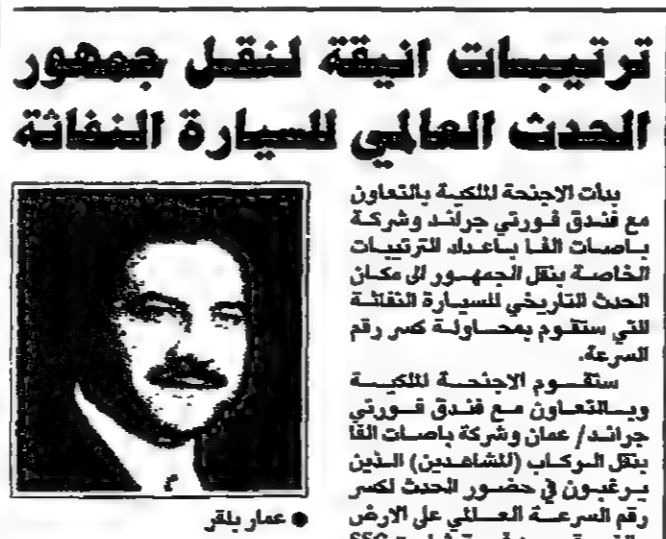 ترتيبات انيقة لنقل جمهور
الحدث العالمي للسيارة النفاثة
بدأت الاجنحة الملكية بالتعاون
مع فندق فورتي جراند وشركة
باصات الفا باعداد الترتيبات
الخاصة بنقل الجمهور الى مكان
الحدث التاريخي للسيارة النفاثة
التي ستقوم بمحاولة كسر رقم
السرعة.
ستقوم الاجنحة الملكية
وبالتعاون مع فندق فورتي
جراند/ عمان وشركة باصات الفا
بنقل الركاب (المشاهدين) الذين
يرغبون في حضور الحدث لكسر
رقم السرعة العالمي على الارض
SSC
● عمار بلقر